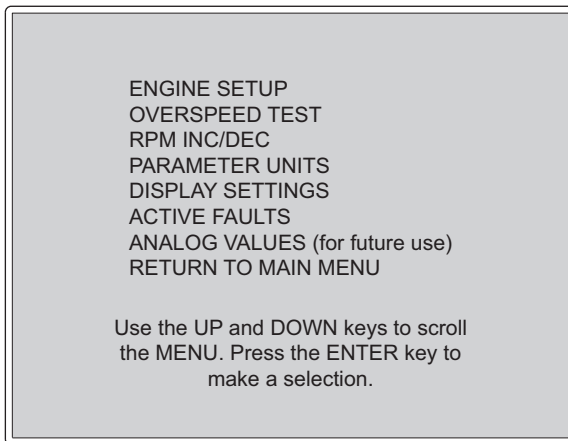 ENGINE SETUP
OVERSPEED TEST
RPM INC/DEC
PARAMETER UNITS
DISPLAY SETTINGS
ACTIVE FAULTS
ANALOG VALUES (for future use)
RETURN TO MAIN MENU
Use the UP and DOWN keys to scroll
the MENU. Press the ENTER key to
make a selection.